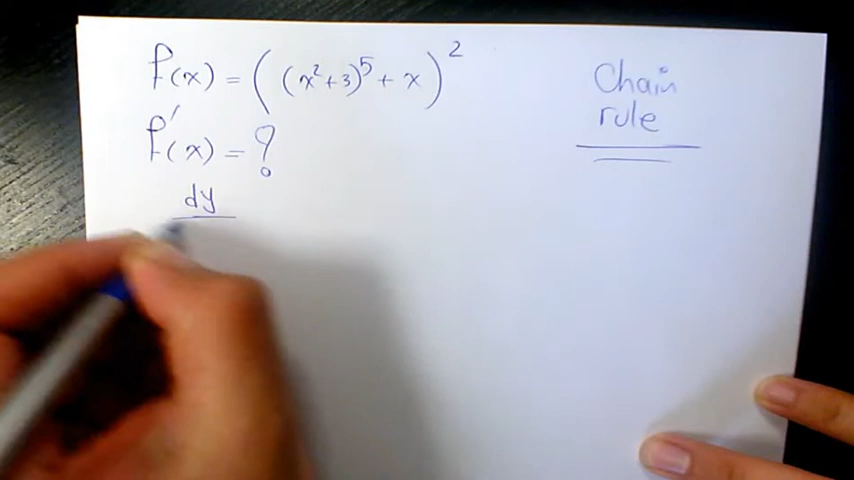 f(x) = ((x²+3)⁵ + x)²
f'(x) = ?
dy
Chain
rule